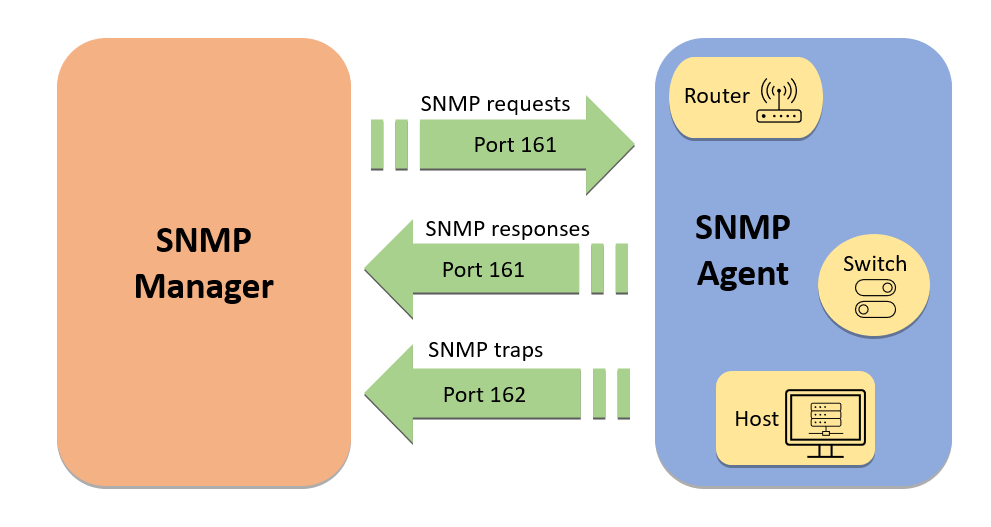 SNMP
Manager
SNMP requests
Port 161
SNMP responses
Port 161
SNMP traps
Port 162
Router
SNMP
Agent
Switch
Host